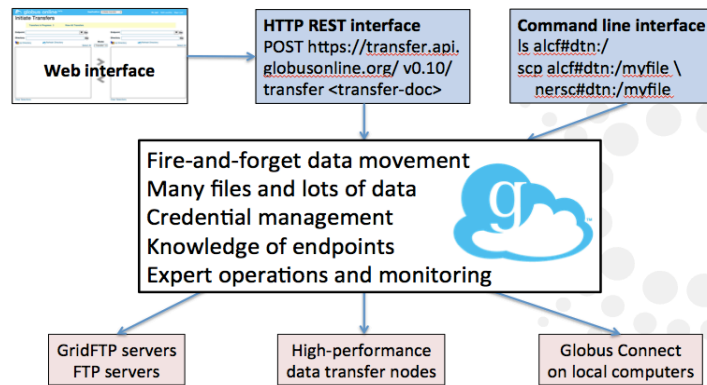 Initiate Transfers
Web interface
HTTP REST interface
POST https://transfer.api.
globusonline.org/ v0.10/
transfer <transfer-doc>
Command line interface
ls alcf#dtn:/
scp alcf#dtn:/myfile \
nersc#dtn:/myfile
Fire-and-forget data movement
Many files and lots of data
Credential management
Knowledge of endpoints
Expert operations and monitoring
g
™
GridFTP servers
FTP servers
High-performance
data transfer nodes
Globus Connect
on local computers